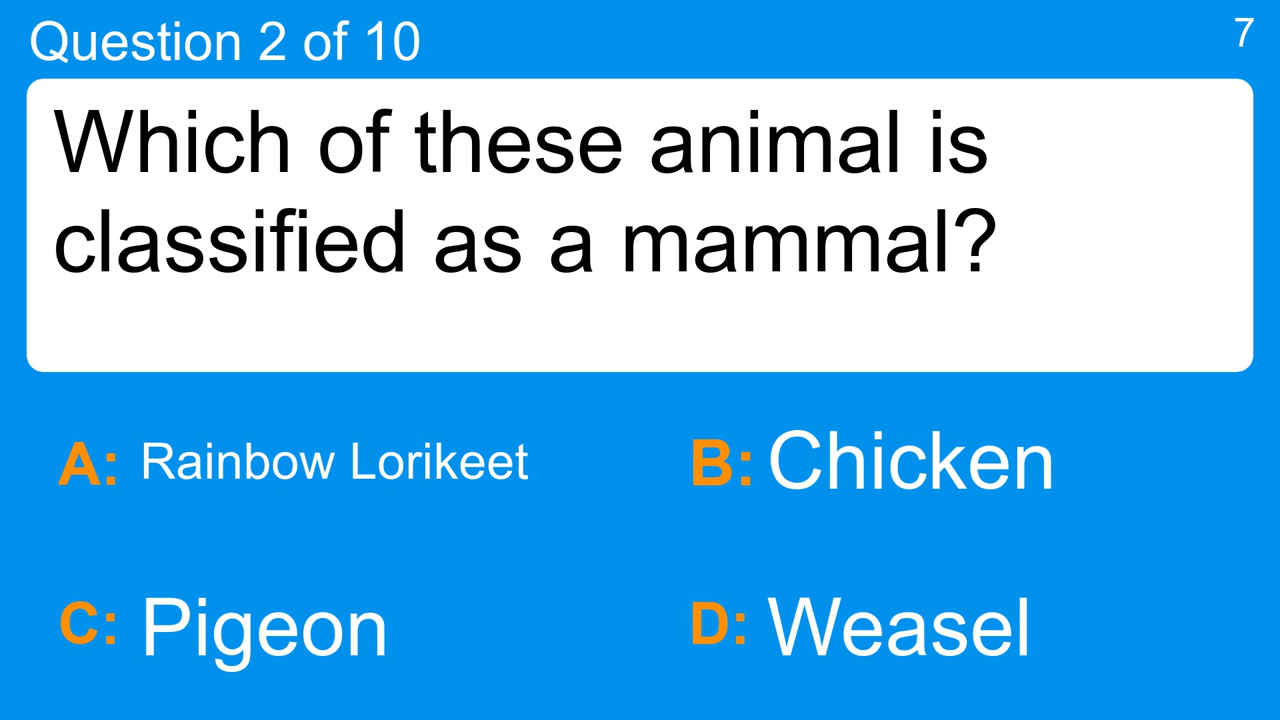 Question 2 of 10
7
Which of these animal is
classified as a mammal?
A: Rainbow Lorikeet
B: Chicken
C: Pigeon
D: Weasel